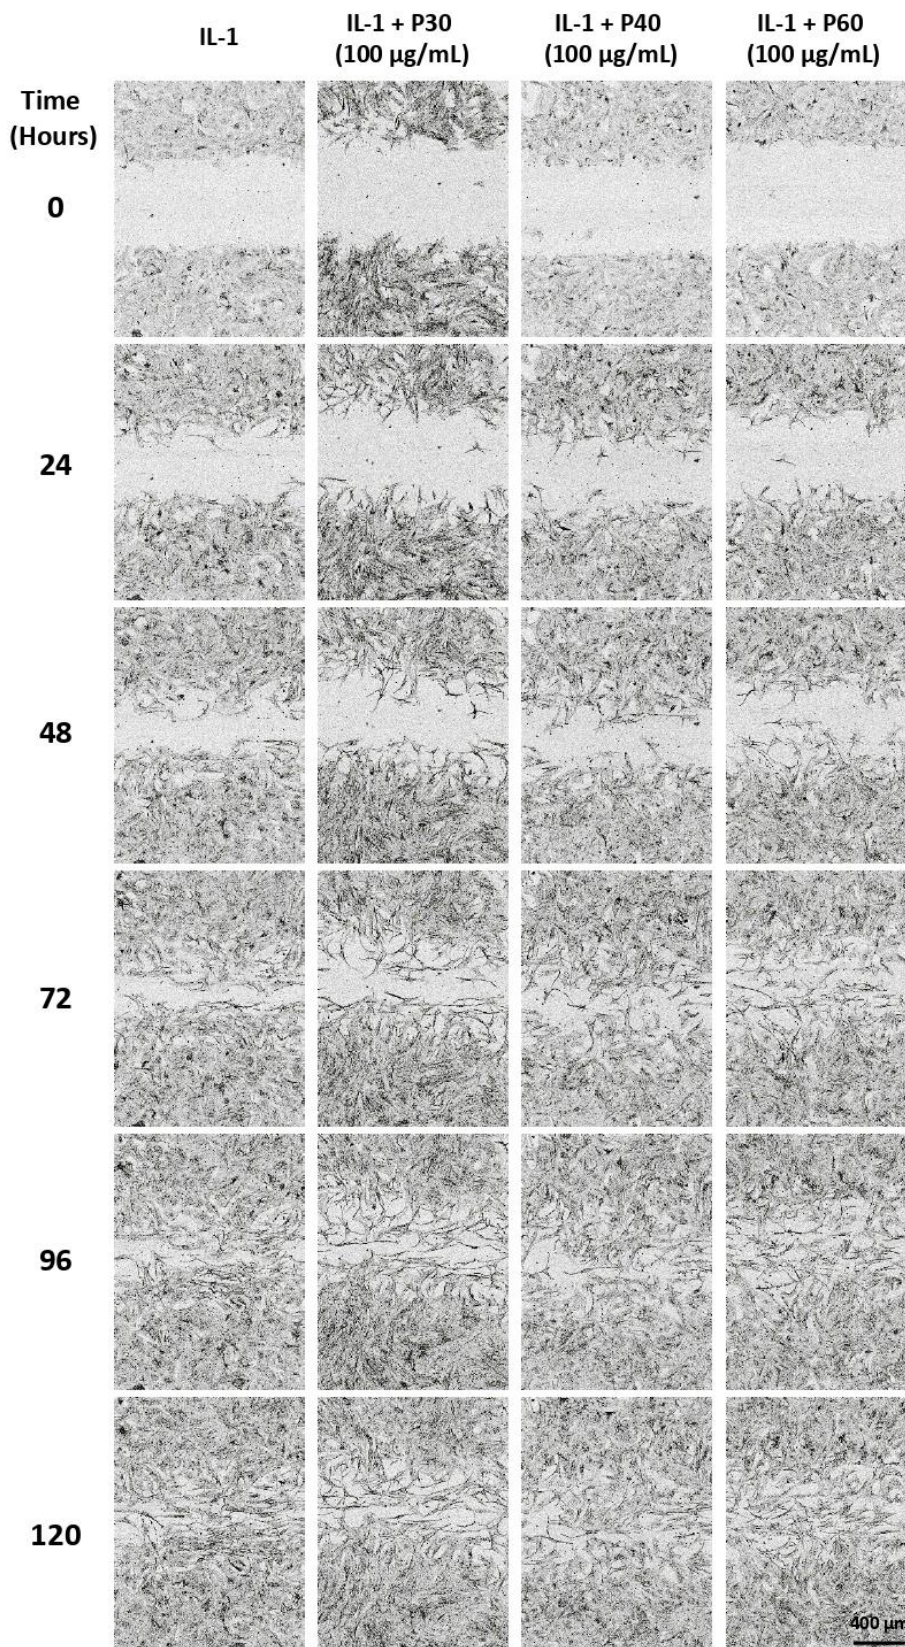 IL-1
IL-1 + P30
(100 µg/mL)
IL-1 + P40
(100 µg/mL)
IL-1 + P60
(100 µg/mL)
Time
(Hours)
0
24
48
72
96
120
400 µm